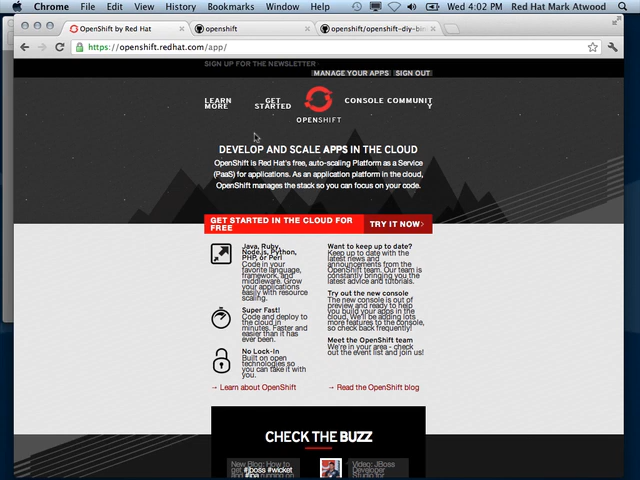 Chrome File Edit View History Bookmarks Window Help Wed 4:02 PM Red Hat Mark Atwood
OpenShift by Red Hat
openshift
openshift/openshift-diy-bin
https://openshift.redhat.com/app/
SIGN UP FOR THE NEWSLETTER
MANAGE YOUR APPS SIGN OUT
LEARN MORE
GET STARTED
OPENSHIFT
CONSOLE COMMUNITY
DEVELOP AND SCALE APPS IN THE CLOUD
OpenShift is Red Hat's free, auto-scaling Platform as a Service
(PaaS) for applications. As an application platform in the cloud,
OpenShift manages the stack so you can focus on your code.
GET STARTED IN THE CLOUD FOR
FREE
TRY IT NOW
Java, Ruby,
Node.js, Python,
PHP, or Perl
Code in your
favorite language,
framework, and
middleware. Grow
your applications
easily with resource
scaling.
Super Fast!
Code and deploy to
the cloud in
minutes. Faster and
easier than it has
ever been.
No Lock-In
Built on open
technologies so
you can take it with
you.
→ Learn about OpenShift
Want to keep up to date?
Keep up to date with the
latest news and
announcements from the
OpenShift team. Our team is
constantly bringing you the
latest advice and tutorials.
Try out the new console
The new console is out of
preview and ready to help
you build your apps in the
cloud. We'll be adding lots
more features to the console,
so check back frequently!
Meet the OpenShift team
We're in your area - check
out the event list and join us!
→ Read the OpenShift blog
CHECK THE BUZZ
New Blog: How to
get #jboss #wicket
Video: JBoss
Developer
Studio for